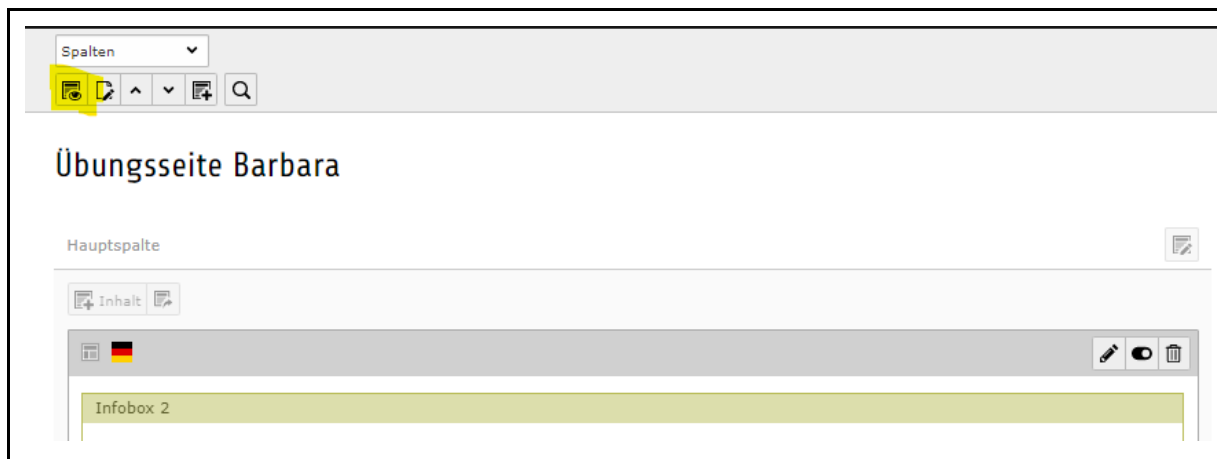 Spalten
Übungsseite Barbara
Hauptspalte
Inhalt
Infobox 2